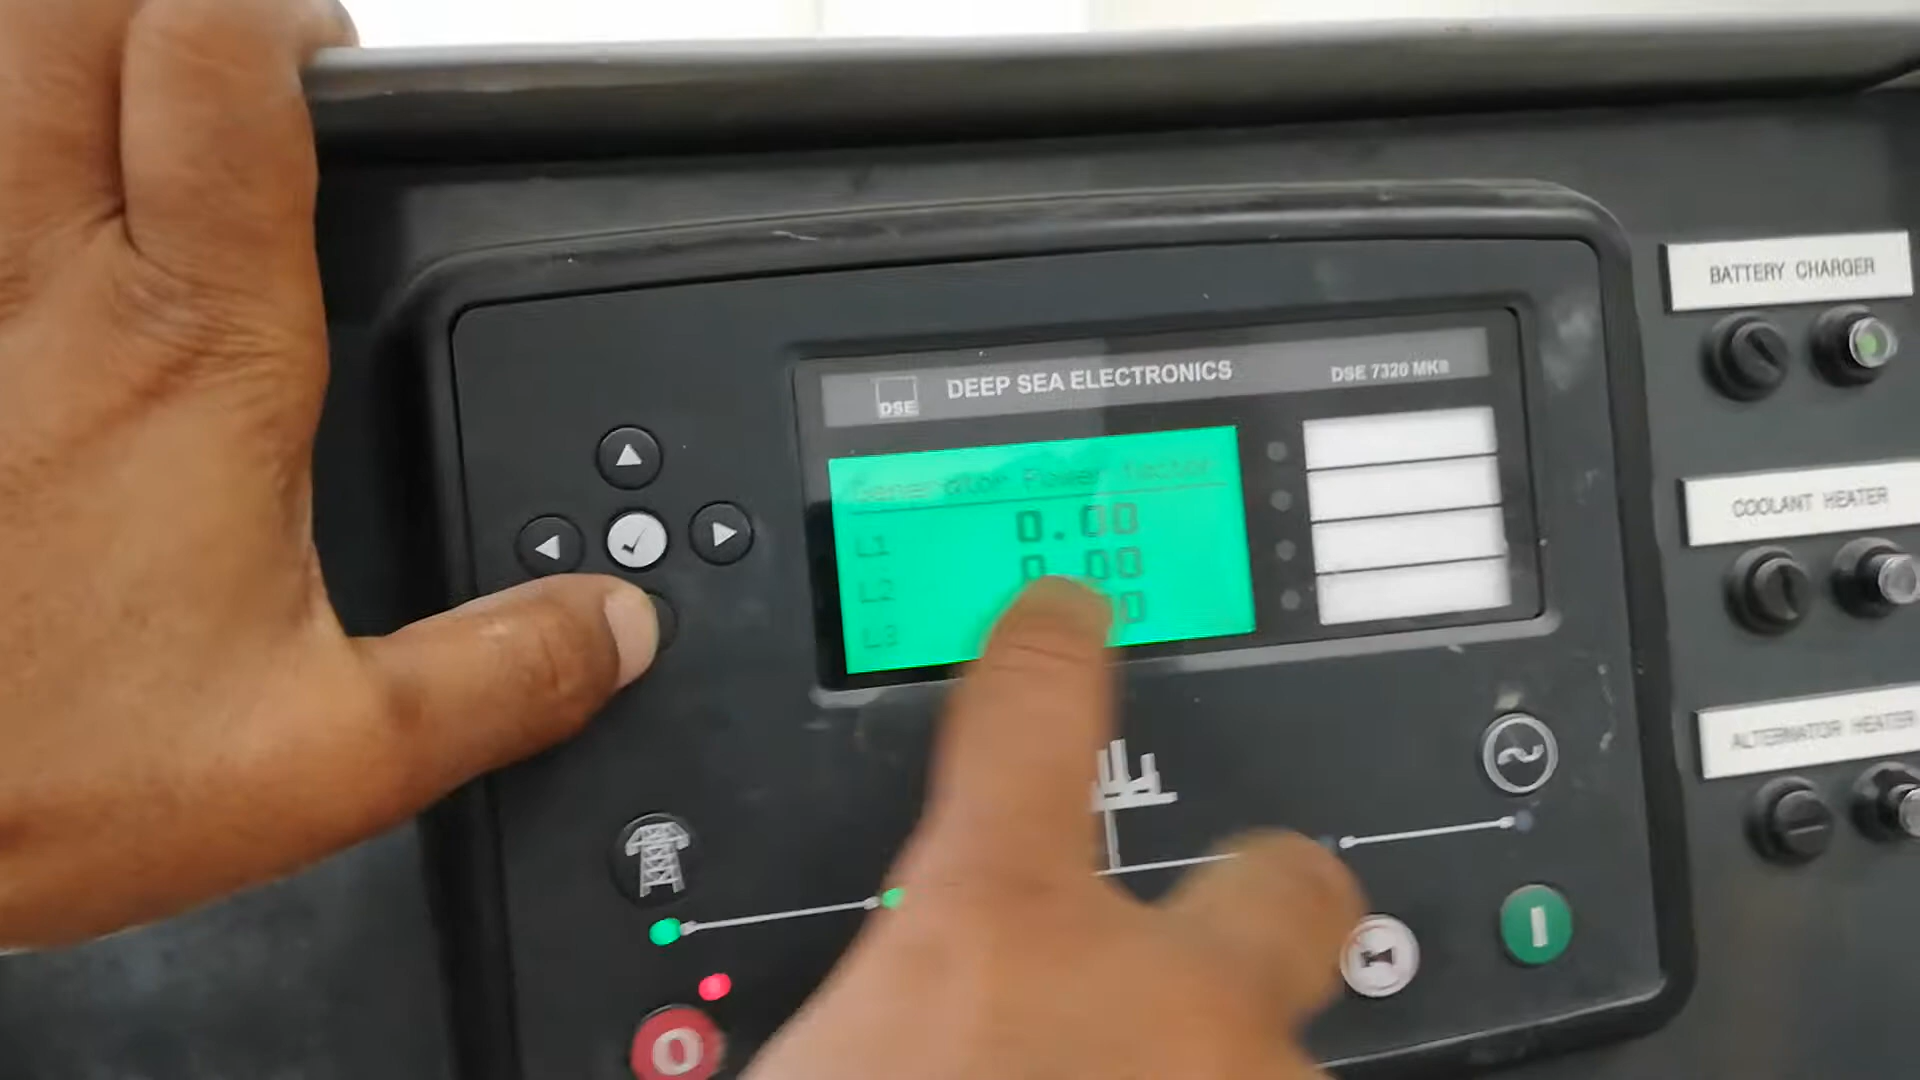 DSE
DEEP SEA ELECTRONICS
DSE 7320 MKII
Generator Power factor
L1 0.00
L2 0.00
L3
BATTERY CHARGER
COOLANT HEATER
ALTERNATOR HEATER
O
I